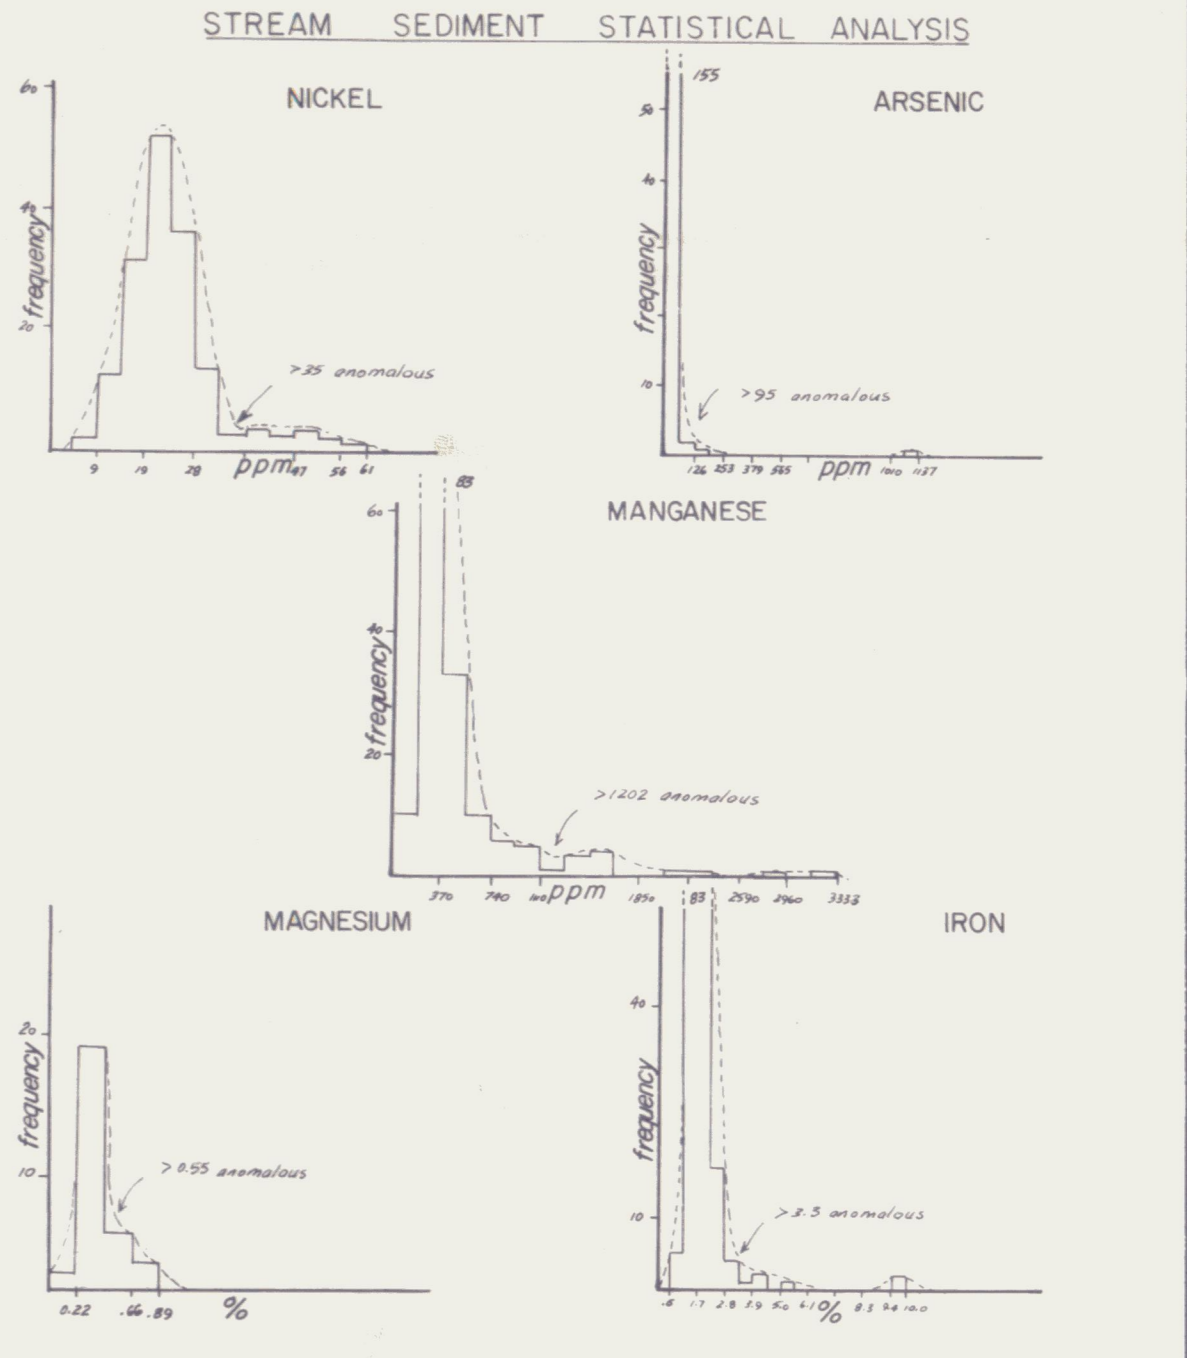 STREAM SEDIMENT STATISTICAL ANALYSIS
NICKEL
60
40
20
frequency
>35 anomalous
9 19 28 ppm 47 56 61
ARSENIC
155
50
40
10
frequency
>95 anomalous
126 253 379 505 ppm 1010 1137
MANGANESE
83
60
40
20
frequency
>1202 anomalous
370 740 ppm 1850 2590 2960 3333
MAGNESIUM
20
10
frequency
>0.55 anomalous
0.22 .66 .89 %
IRON
83
40
10
frequency
>3.5 anomalous
.6 1.7 2.8 3.9 5.0 6.1 % 8.3 9.4 10.0